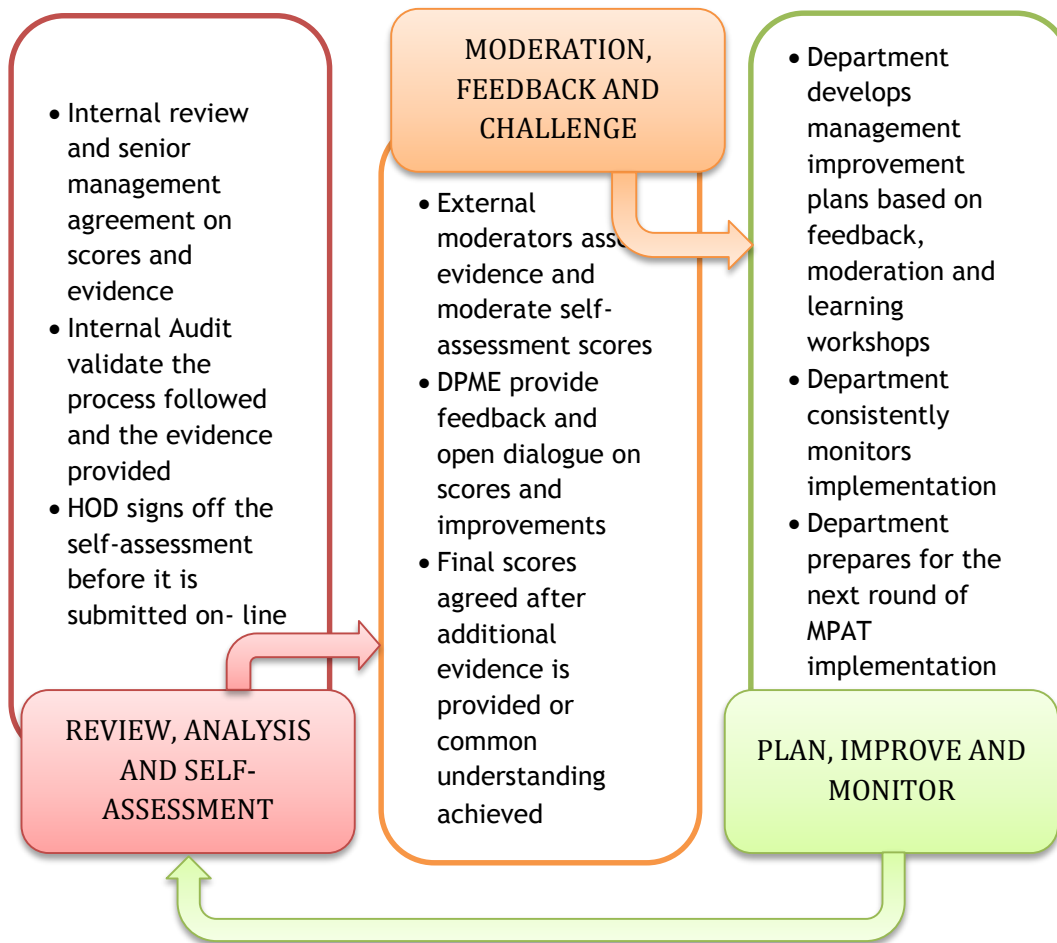 • Internal review
and senior
management
agreement on
scores and
evidence
• Internal Audit
validate the
process followed
and the evidence
provided
• HOD signs off the
self-assessment
before it is
submitted on- line
REVIEW, ANALYSIS
AND SELF-
ASSESSMENT
MODERATION,
FEEDBACK AND
CHALLENGE
• External
moderators
evidence and
moderate self-
assessment scores
• DPME provide
feedback and
open dialogue on
scores and
improvements
• Final scores
agreed after
additional
evidence is
provided or
common
understanding
achieved
• Department
develops
management
improvement
plans based on
feedback,
moderation and
learning
workshops
• Department
consistently
monitors
implementation
• Department
prepares for the
next round of
MPAT
implementation
PLAN, IMPROVE AND
MONITOR